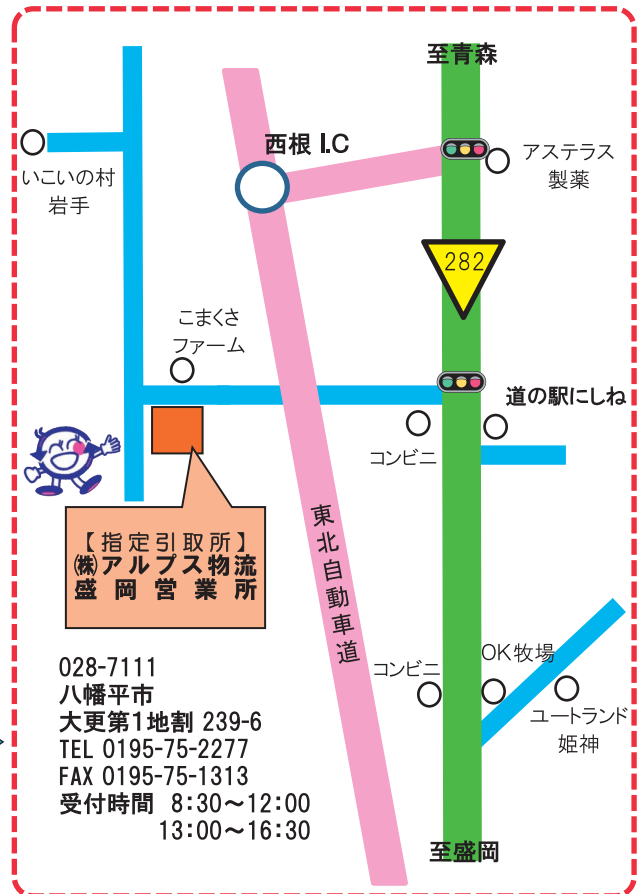 至青森
西根 I.C
アステラス
製薬
いこいの村
岩手
282
こまくさ
ファーム
道の駅にしね
コンビニ
【指定引取所】
㈱アルプス物流
盛岡営業所
東北自動車道
028-7111
八幡平市
大更第1地割 239-6
TEL 0195-75-2277
FAX 0195-75-1313
受付時間 8:30～12:00
13:00～16:30
コンビニ
OK牧場
ユートランド
姫神
至盛岡